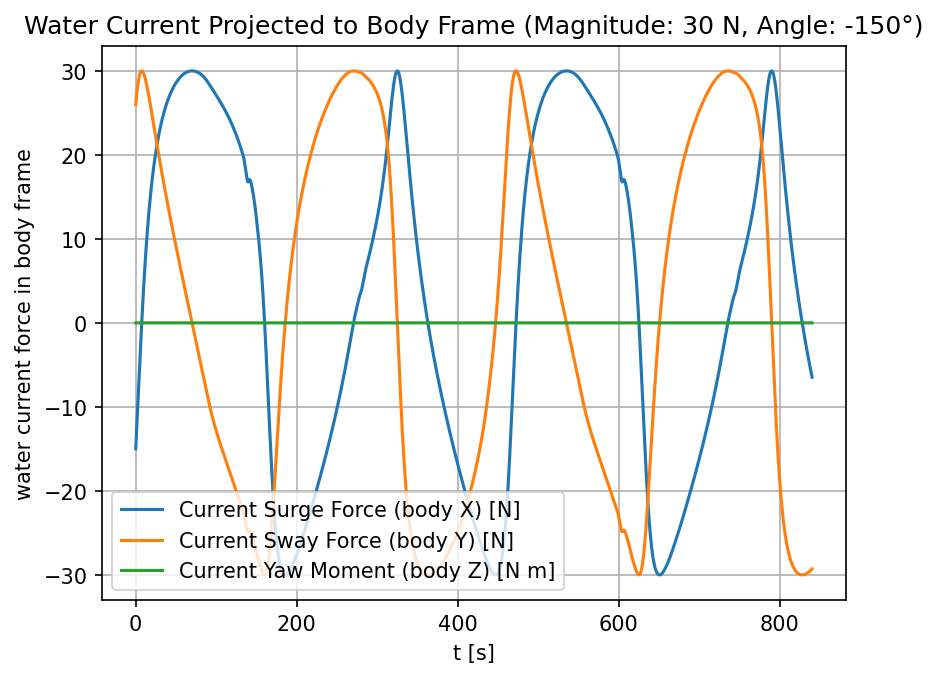 Water Current Projected to Body Frame (Magnitude: 30 N, Angle: -150°)
water current force in body frame
30
20
10
0
−10
−20
−30
Current Surge Force (body X) [N]
Current Sway Force (body Y) [N]
Current Yaw Moment (body Z) [N m]
0 200 400 600 800
t [s]